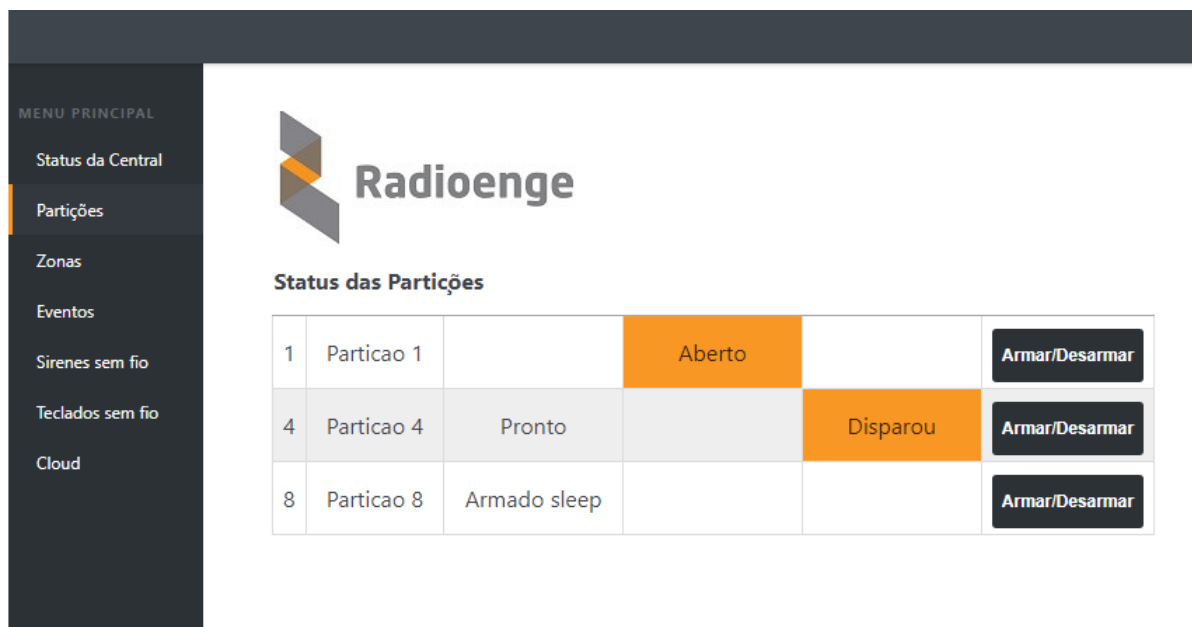 MENU PRINCIPAL
Status da Central
Partições
Zonas
Eventos
Sirenes sem fio
Teclados sem fio
Cloud
Radioenge
Status das Partições
1 Particao 1 Aberto Armar/Desarmar
4 Particao 4 Pronto Disparou Armar/Desarmar
8 Particao 8 Armado sleep Armar/Desarmar